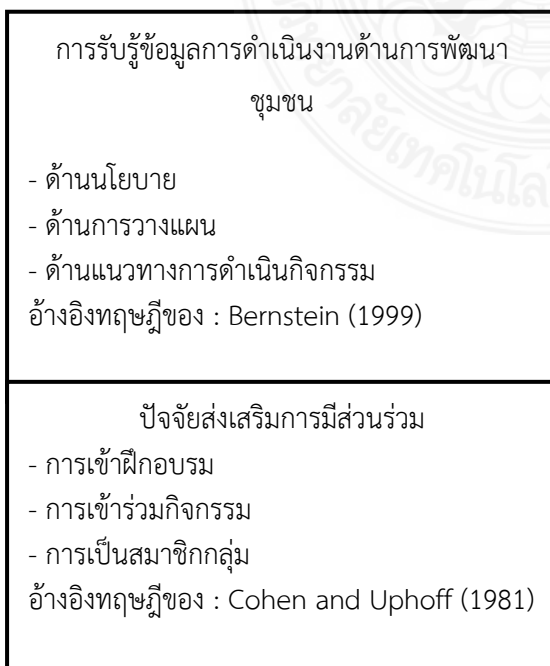 การรับรู้ข้อมูลการดำเนินงานด้านการพัฒนา
ชุมชน
- ด้านนโยบาย
- ด้านการวางแผน
- ด้านแนวทางการดำเนินกิจกรรม
อ้างอิงทฤษฎีของ : Bernstein (1999)
ปัจจัยส่งเสริมการมีส่วนร่วม
- การเข้าฝึกอบรม
- การเข้าร่วมกิจกรรม
- การเป็นสมาชิกกลุ่ม
อ้างอิงทฤษฎีของ : Cohen and Uphoff (1981)